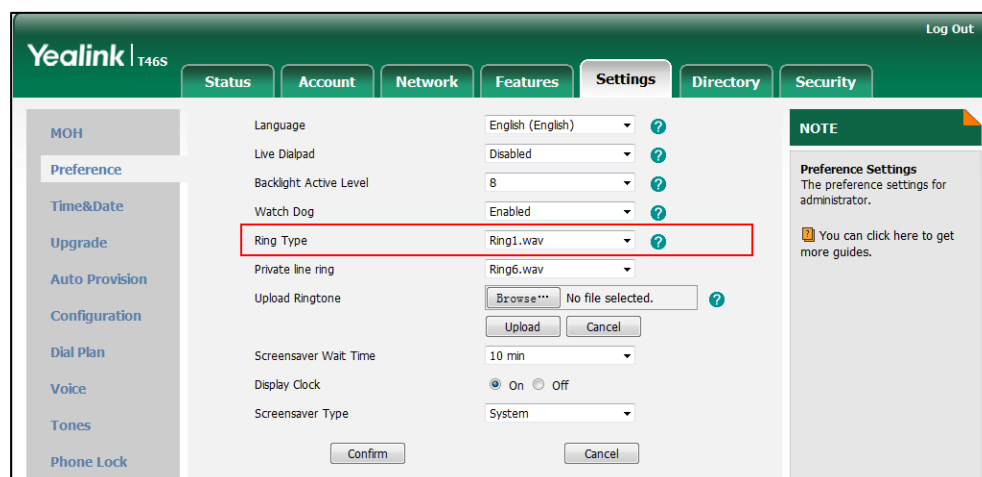 Log Out
Yealink T46S
Status Account Network Features Settings Directory Security
MOH
Preference
Time&Date
Upgrade
Auto Provision
Configuration
Dial Plan
Voice
Tones
Phone Lock
Language English (English)
Live Dialpad Disabled
Backlight Active Level 8
Watch Dog Enabled
Ring Type Ring1.wav
Private line ring Ring6.wav
Upload Ringtone Browse… No file selected.
Upload Cancel
Screensaver Wait Time 10 min
Display Clock On Off
Screensaver Type System
Confirm Cancel
NOTE
Preference Settings
The preference settings for
administrator.
You can click here to get
more guides.